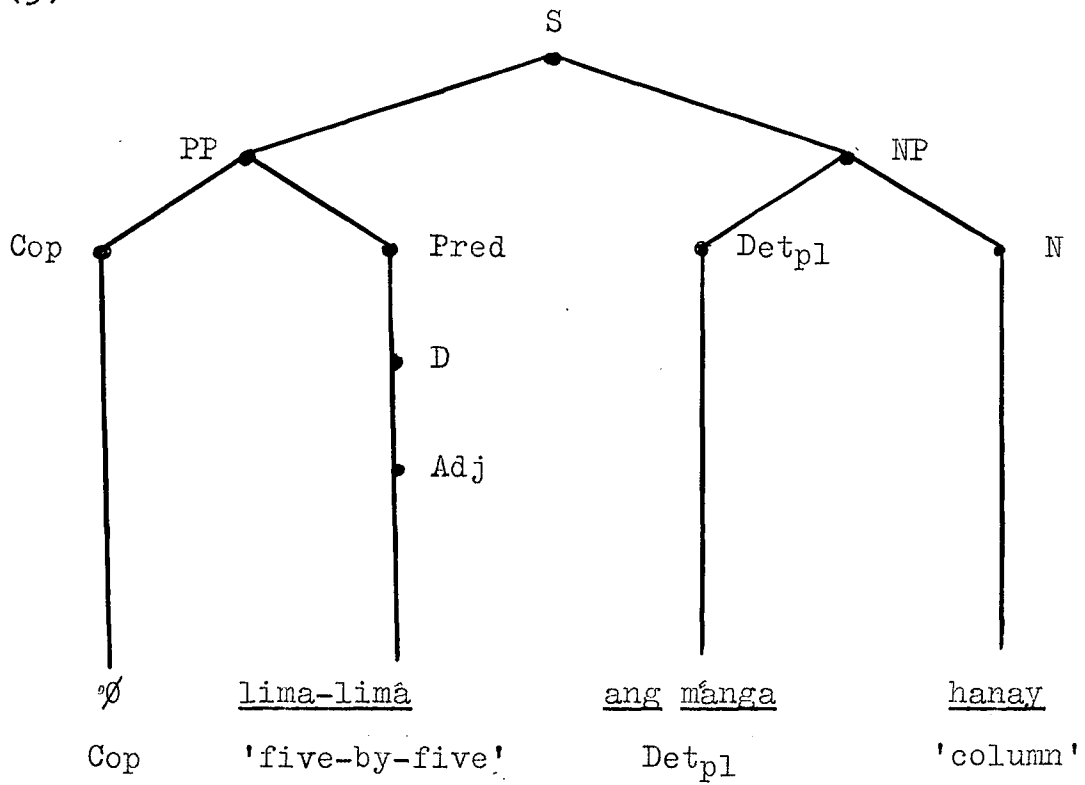 S
PP NP
Cop Pred Det_pl N
D
Adj
Ø lima-limâ ang mánga hanay
Cop 'five-by-five' Det_pl 'column'